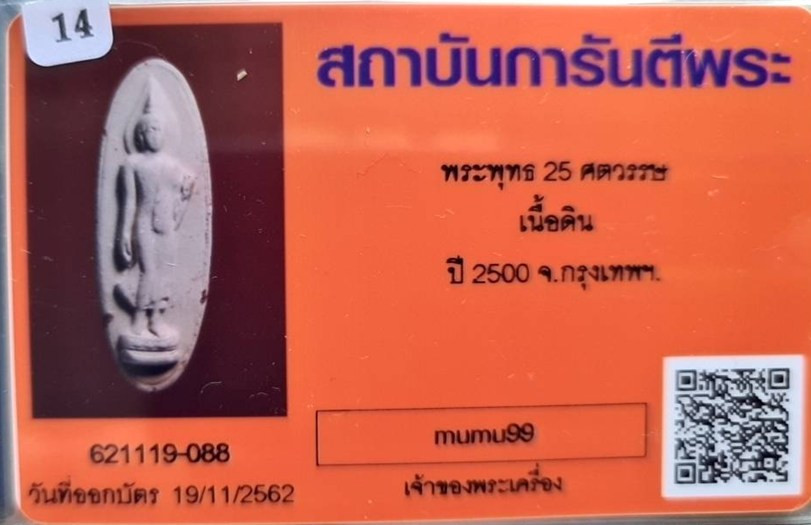 14
สถาบันการันตีพระ
พระพุทธ 25 ศตวรรษ
เนื้อดิน
ปี 2500 จ.กรุงเทพฯ.
mumu99
เจ้าของพระเครื่อง
621119-088
วันที่ออกบัตร 19/11/2562